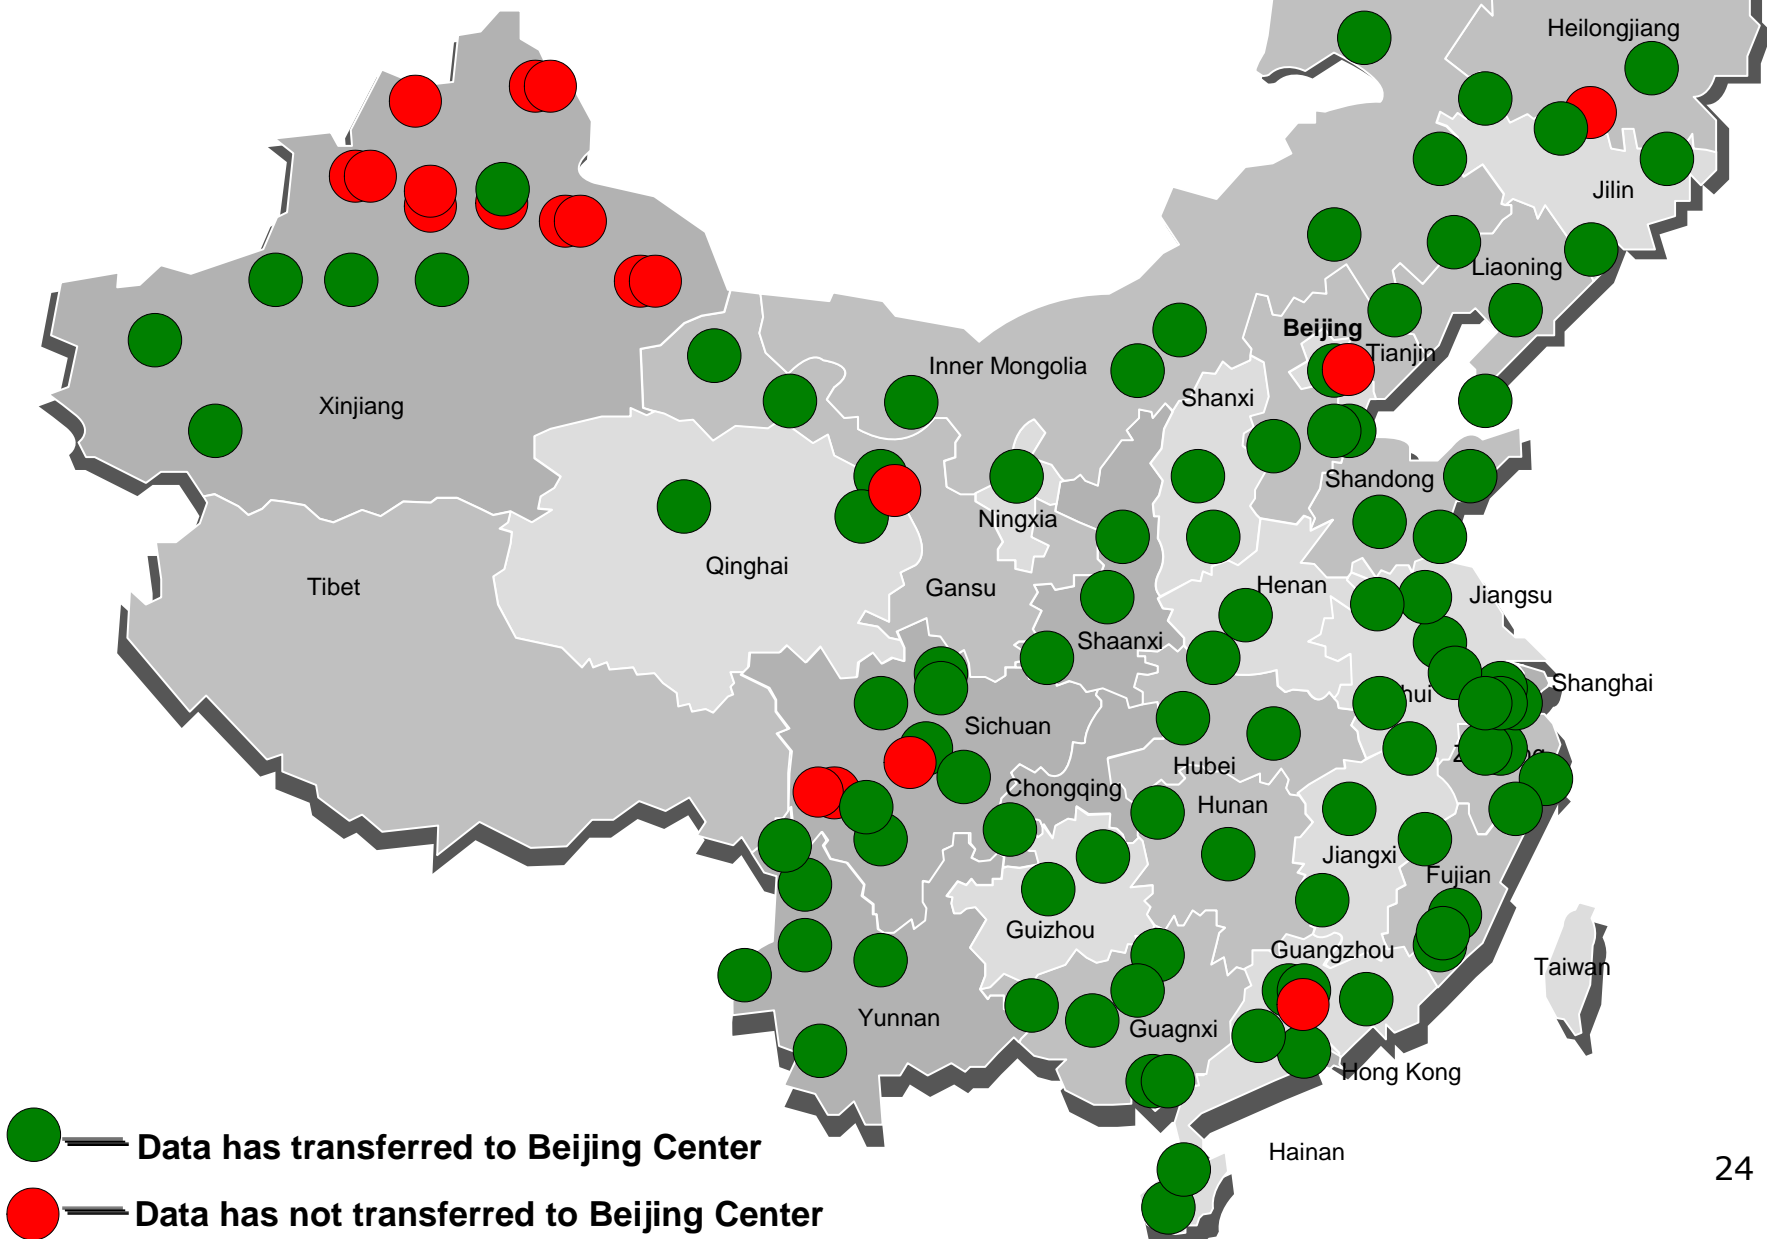 Heilongjiang
Jilin
Liaoning
Beijing
Tianjin
Inner Mongolia
Shanxi
Xinjiang
Shandong
Ningxia
Qinghai
Tibet
Gansu
Henan
Jiangsu
Shaanxi
Shanghai
hui
Sichuan
Hubei
Chongqing
Hunan
Jiangxi
Fujian
Guizhou
Guangzhou
Taiwan
Yunnan
Guagnxi
Hong Kong
Data has transferred to Beijing Center
Hainan
24
Data has not transferred to Beijing Center